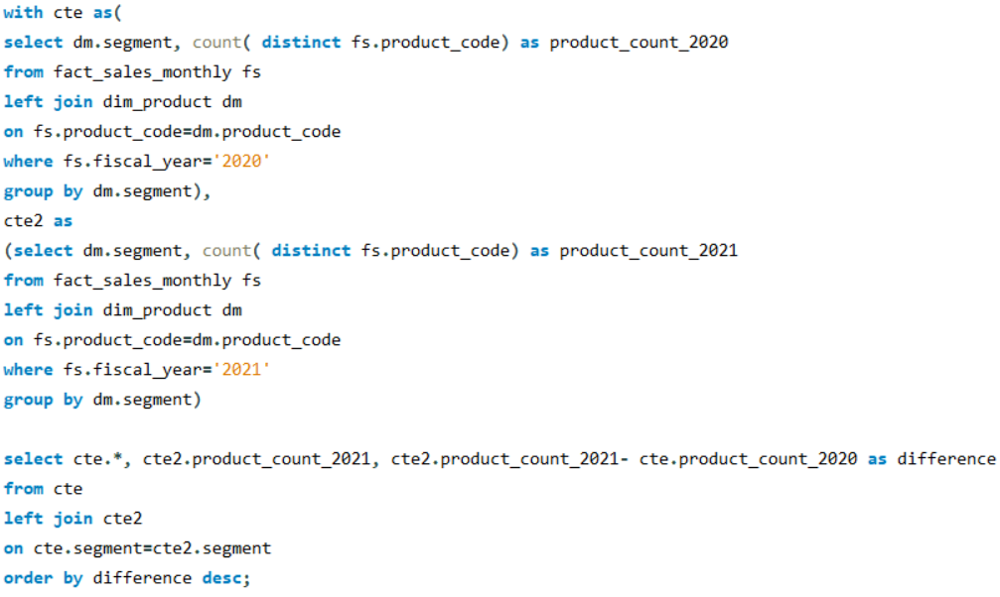 with cte as(
select dm.segment, count( distinct fs.product_code) as product_count_2020
from fact_sales_monthly fs
left join dim_product dm
on fs.product_code=dm.product_code
where fs.fiscal_year='2020'
group by dm.segment),
cte2 as
(select dm.segment, count( distinct fs.product_code) as product_count_2021
from fact_sales_monthly fs
left join dim_product dm
on fs.product_code=dm.product_code
where fs.fiscal_year='2021'
group by dm.segment)
select cte.*, cte2.product_count_2021, cte2.product_count_2021- cte.product_count_2020 as difference
from cte
left join cte2
on cte.segment=cte2.segment
order by difference desc;